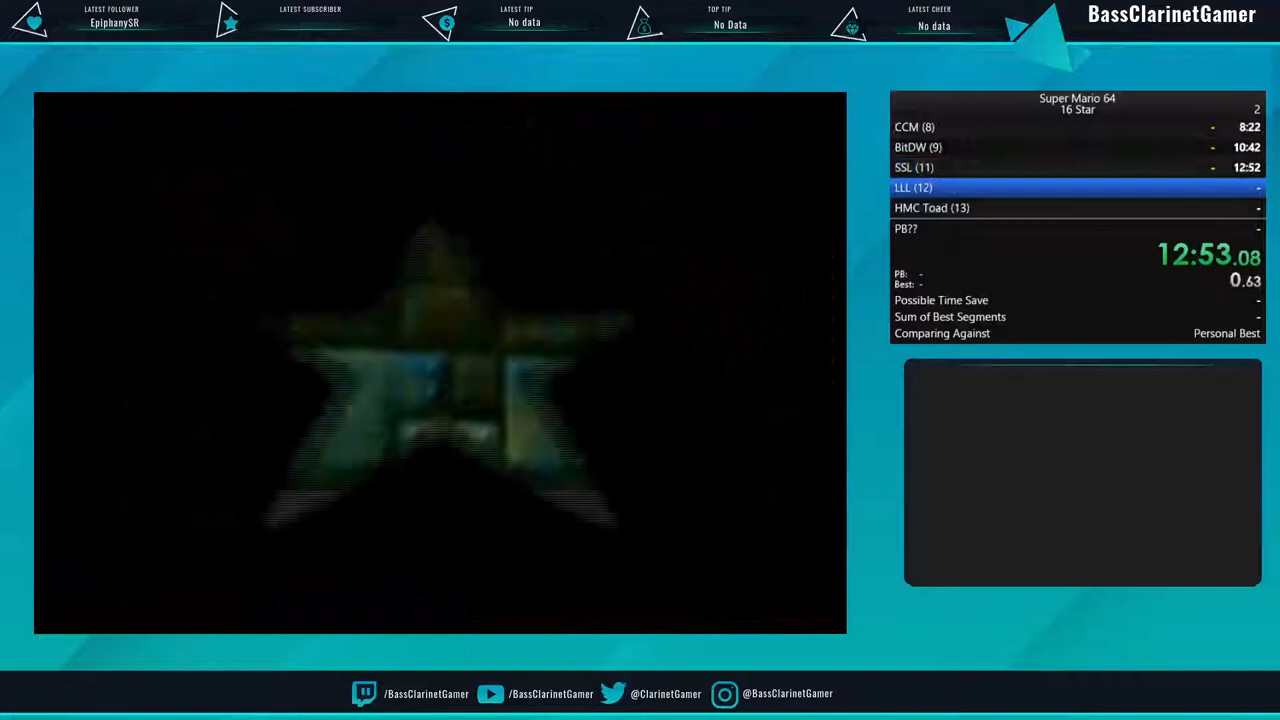 LATEST FOLLOWER
EpiphanySR
LATEST SUBSCRIBER
LATEST TIP
No data
TOP TIP
No Data
LATEST CHEER
No data
BassClarinetGamer
Super Mario 64
16 Star
2
CCM (8) - 8:22
BitDW (9) - 10:42
SSL (11) - 12:52
LLL (12) -
HMC Toad (13) -
PB?? -
12:53.08
PB: -
Best: -
0.63
Possible Time Save -
Sum of Best Segments -
Comparing Against Personal Best
/BassClarinetGamer /BassClarinetGamer @ClarinetGamer @BassClarinetGamer